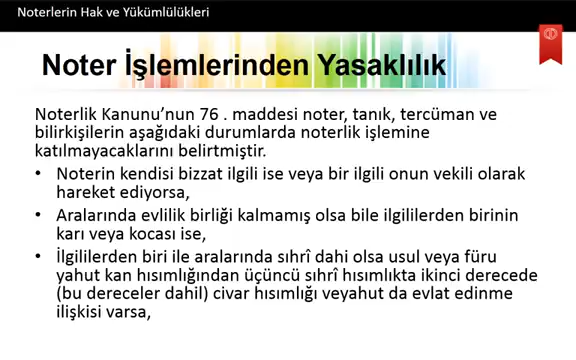 Noterlerin Hak ve Yükümlülükleri
Noter İşlemlerinden Yasaklılık
Noterlik Kanunu’nun 76 . maddesi noter, tanık, tercüman ve
bilirkişilerin aşağıdaki durumlarda noterlik işlemine
katılmayacaklarını belirtmiştir.
• Noterin kendisi bizzat ilgili ise veya bir ilgili onun vekili olarak
hareket ediyorsa,
• Aralarında evlilik birliği kalmamış olsa bile ilgililerden birinin
karı veya kocası ise,
• İlgililerden biri ile aralarında sıhrî dahi olsa usul veya füru
yahut kan hısımlığından üçüncü sıhrî hısımlıkta ikinci derecede
(bu dereceler dahil) civar hısımlığı veyahut da evlat edinme
ilişkisi varsa,